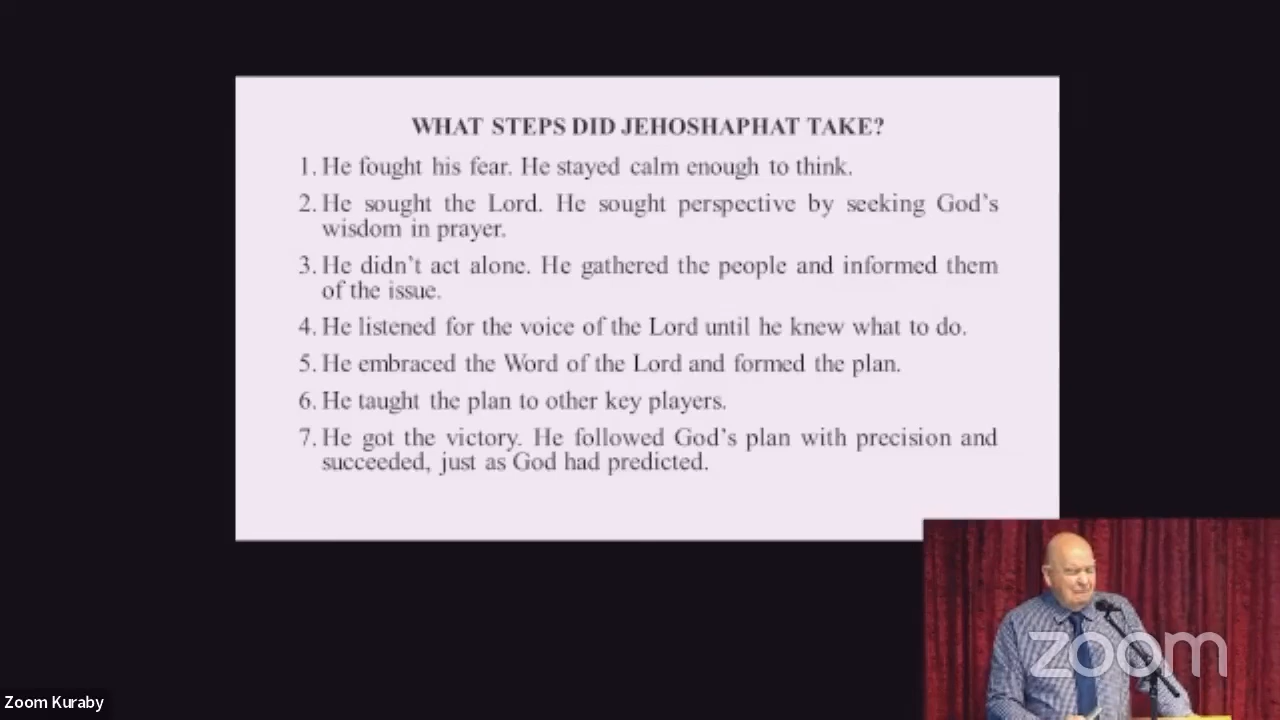 WHAT STEPS DID JEHOSHAPHAT TAKE?
1. He fought his fear. He stayed calm enough to think.
2. He sought the Lord. He sought perspective by seeking God’s
wisdom in prayer.
3. He didn’t act alone. He gathered the people and informed them
of the issue.
4. He listened for the voice of the Lord until he knew what to do.
5. He embraced the Word of the Lord and formed the plan.
6. He taught the plan to other key players.
7. He got the victory. He followed God’s plan with precision and
succeeded, just as God had predicted.
zoom
Zoom Kuraby